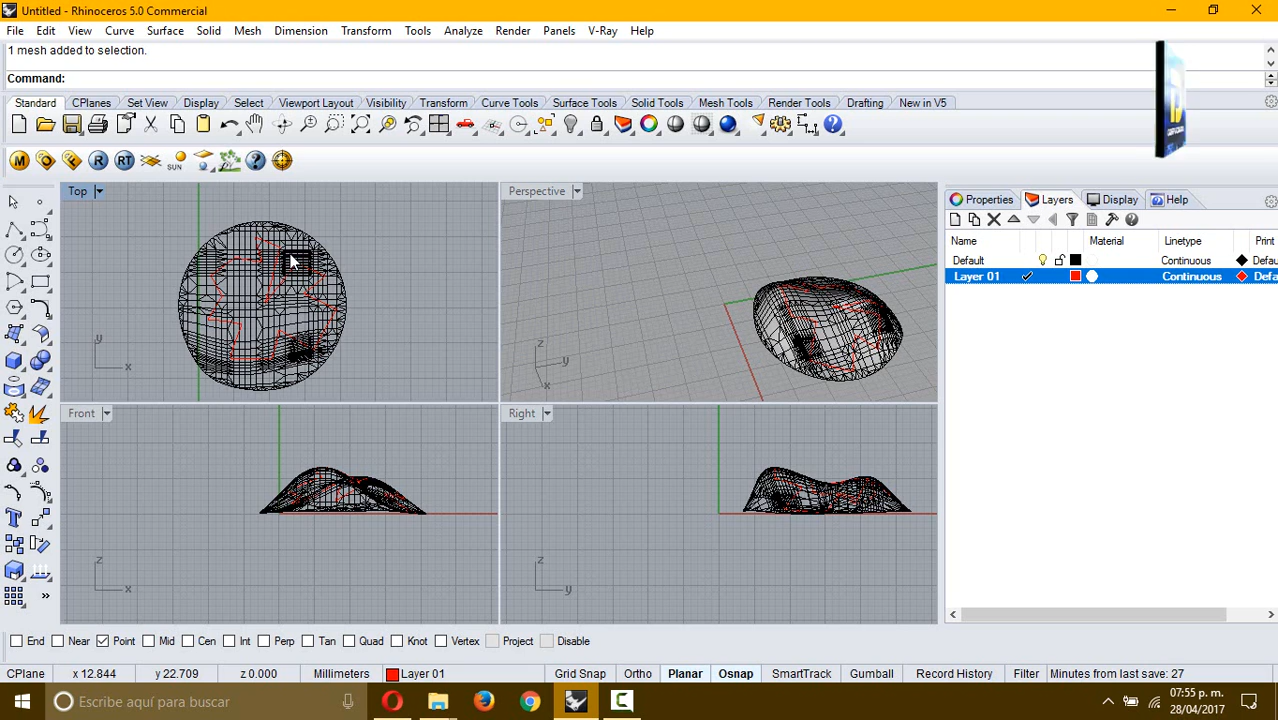 Untitled - Rhinoceros 5.0 Commercial
File Edit View Curve Surface Solid Mesh Dimension Transform Tools Analyze Render Panels V-Ray Help
1 mesh added to selection.
Command:
Standard CPlanes Set View Display Select Viewport Layout Visibility Transform Curve Tools Surface Tools Solid Tools Mesh Tools Render Tools Drafting New in V5
M R RT SUN
Top Perspective Properties Layers Display Help
Name Material Linetype Print
Default Continuous Defau
Layer 01 Continuous Defa
y x
z y x
Front Right
z x
z y
End Near Point Mid Cen Int Perp Tan Quad Knot Vertex Project Disable
CPlane x 12.844 y 22.709 z 0.000 Millimeters Layer 01 Grid Snap Ortho Planar Osnap SmartTrack Gumball Record History Filter Minutes from last save: 27
Escribe aquí para buscar
07:55 p. m.
28/04/2017